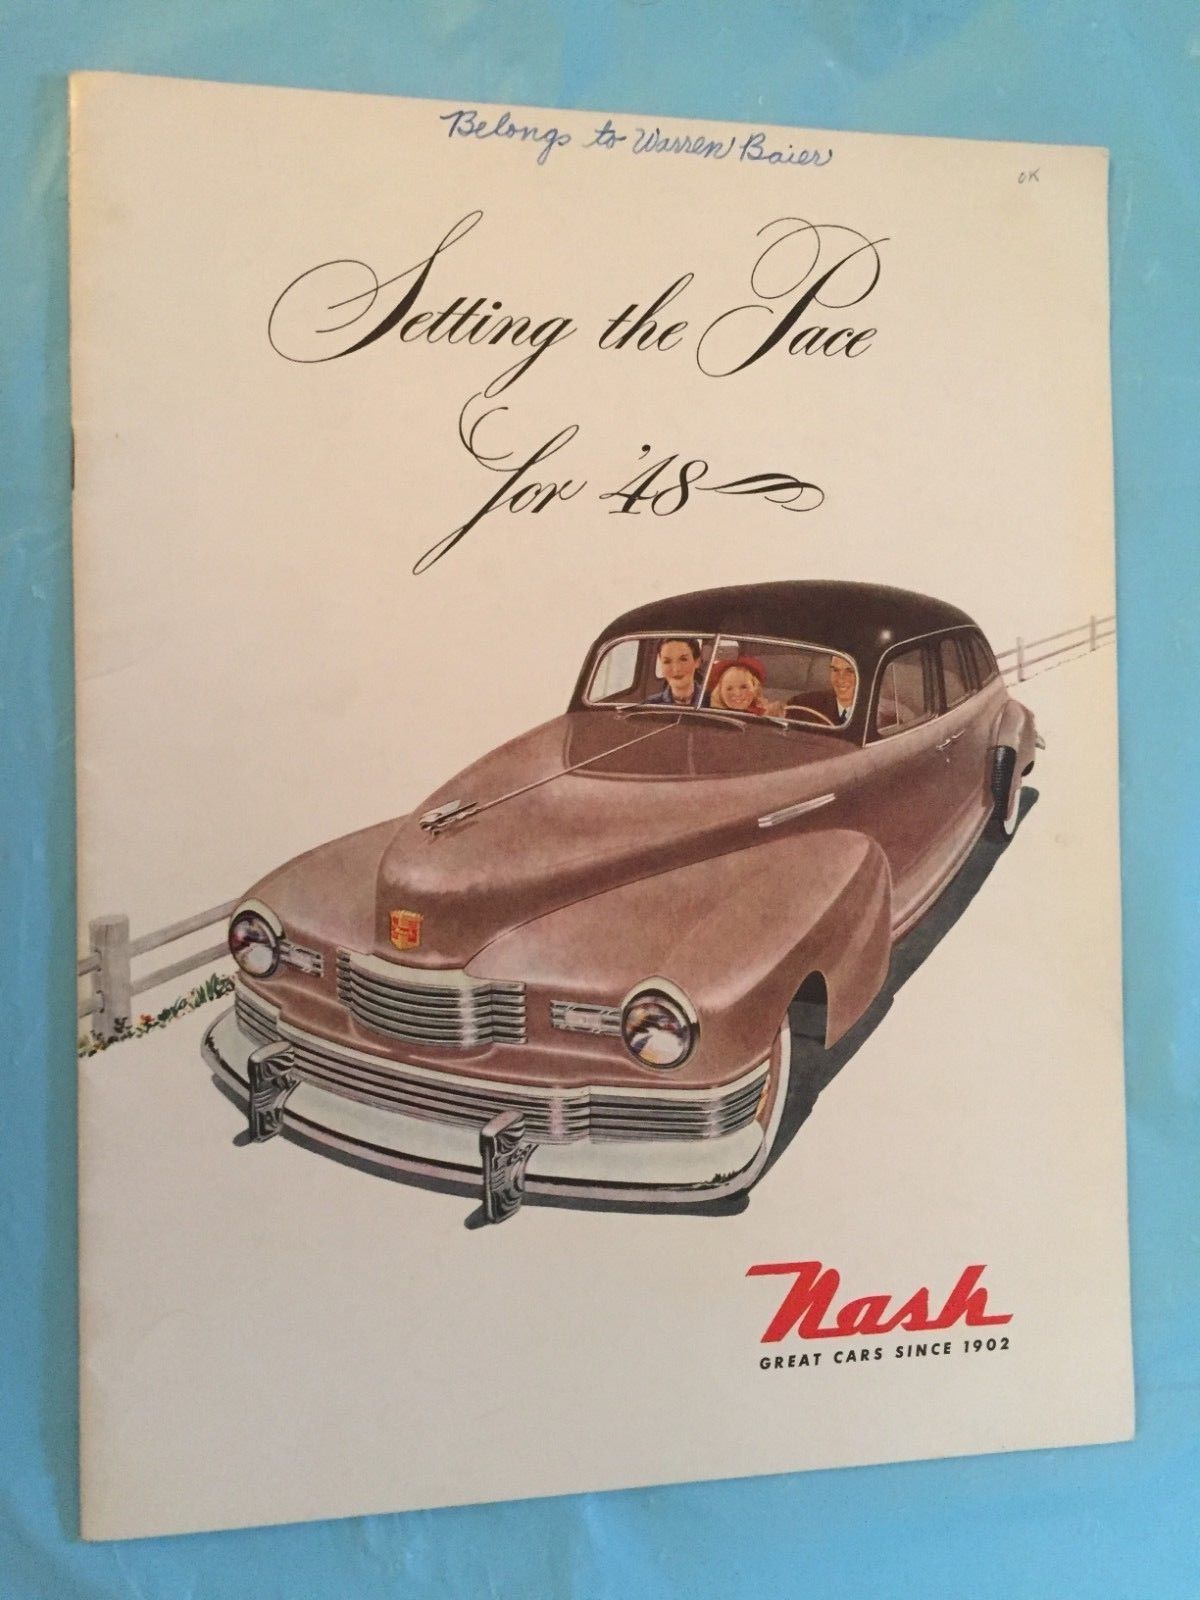 Belongs to Warren Baier
OK
Setting the Pace
for '48
Nash
GREAT CARS SINCE 1902